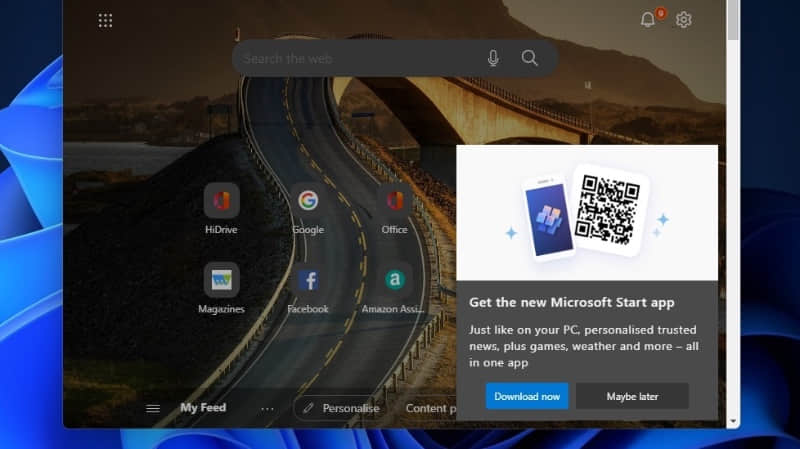 9
Search the web
HiDrive
Google
Office
Magazines
Facebook
Amazon Assi...
Get the new Microsoft Start app
Just like on your PC, personalised trusted
news, plus games, weather and more – all
in one app
Download now
Maybe later
My Feed
...
Personalise
Content p